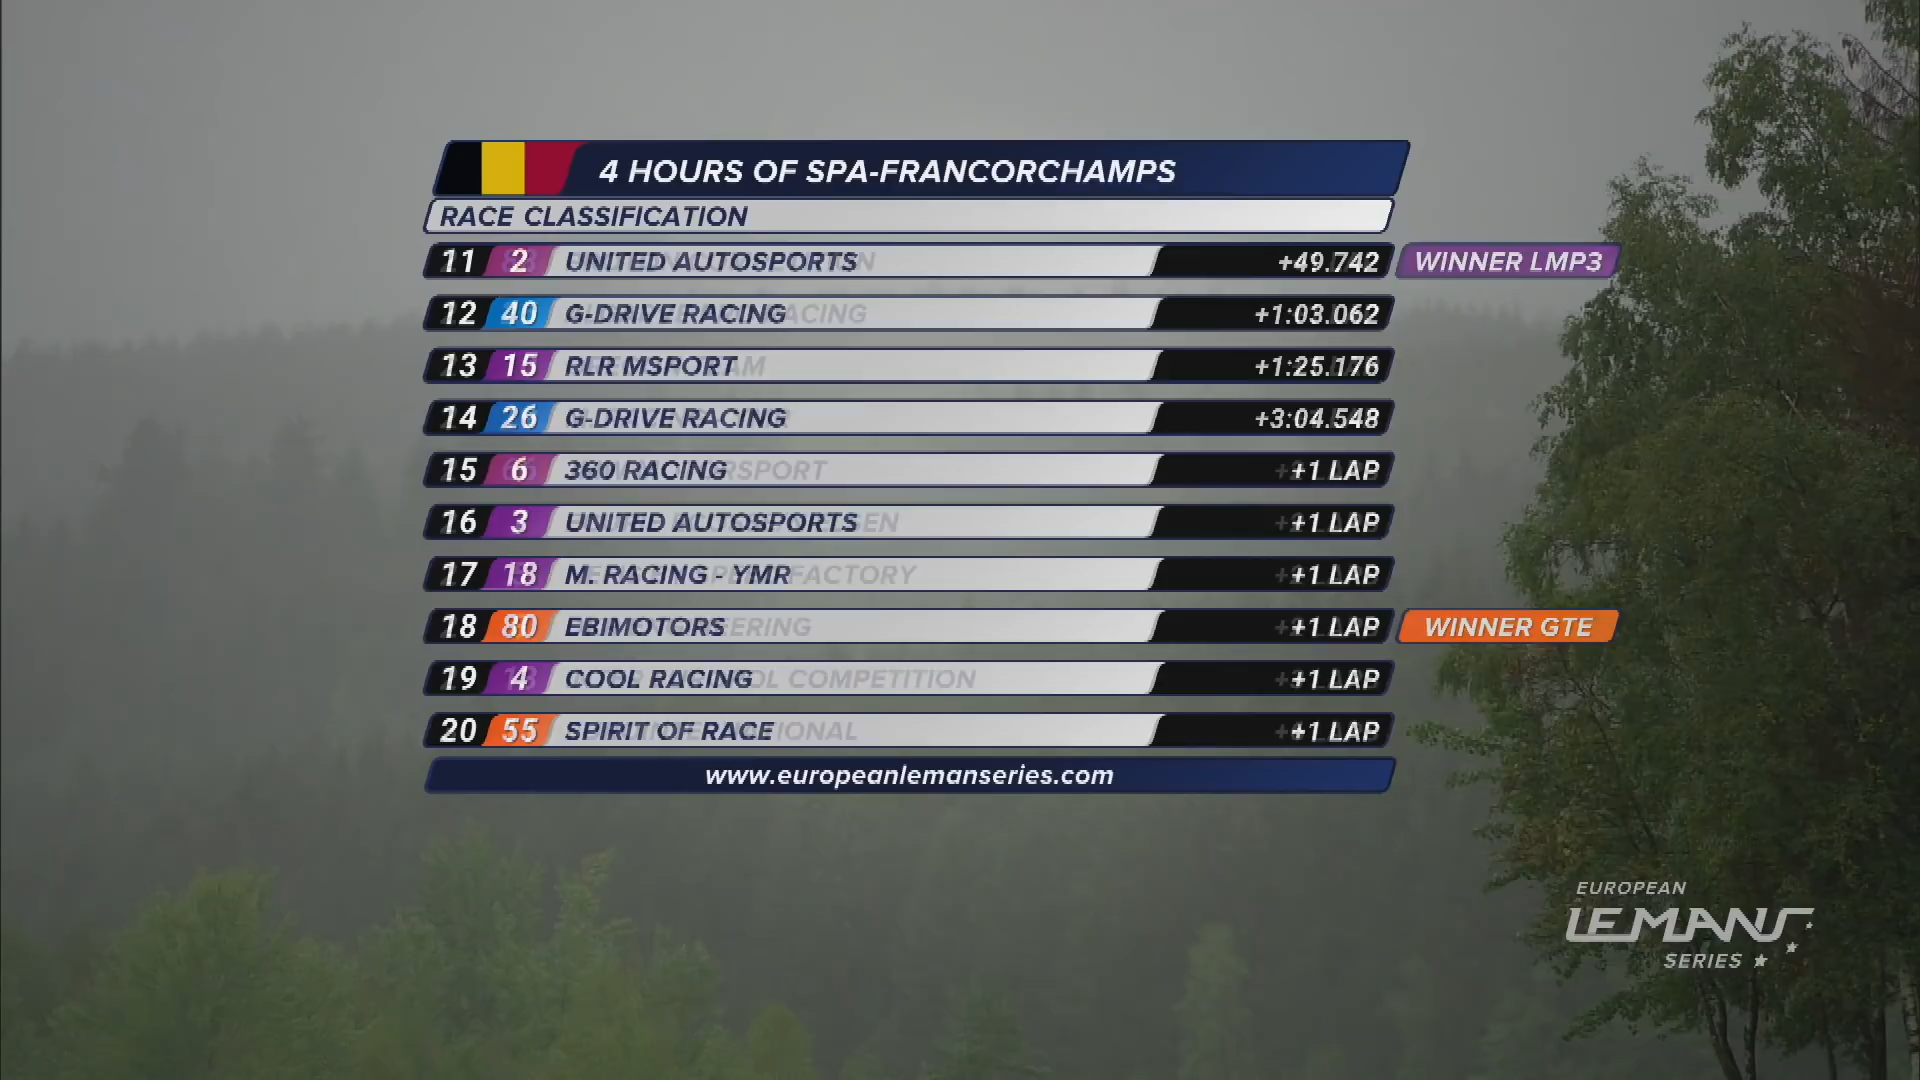 4 HOURS OF SPA-FRANCORCHAMPS
RACE CLASSIFICATION
11 2 UNITED AUTOSPORTS +49.742 WINNER LMP3
12 40 G-DRIVE RACING +1:03.062
13 15 RLR MSPORT +1:25.176
14 26 G-DRIVE RACING +3:04.548
15 6 360 RACING +1 LAP
16 3 UNITED AUTOSPORTS +1 LAP
17 18 M. RACING - YMR +1 LAP
18 80 EBIMOTORS +1 LAP WINNER GTE
19 4 COOL RACING +1 LAP
20 55 SPIRIT OF RACE +1 LAP
www.europeanlemanseries.com
EUROPEAN
LE MANS
SERIES